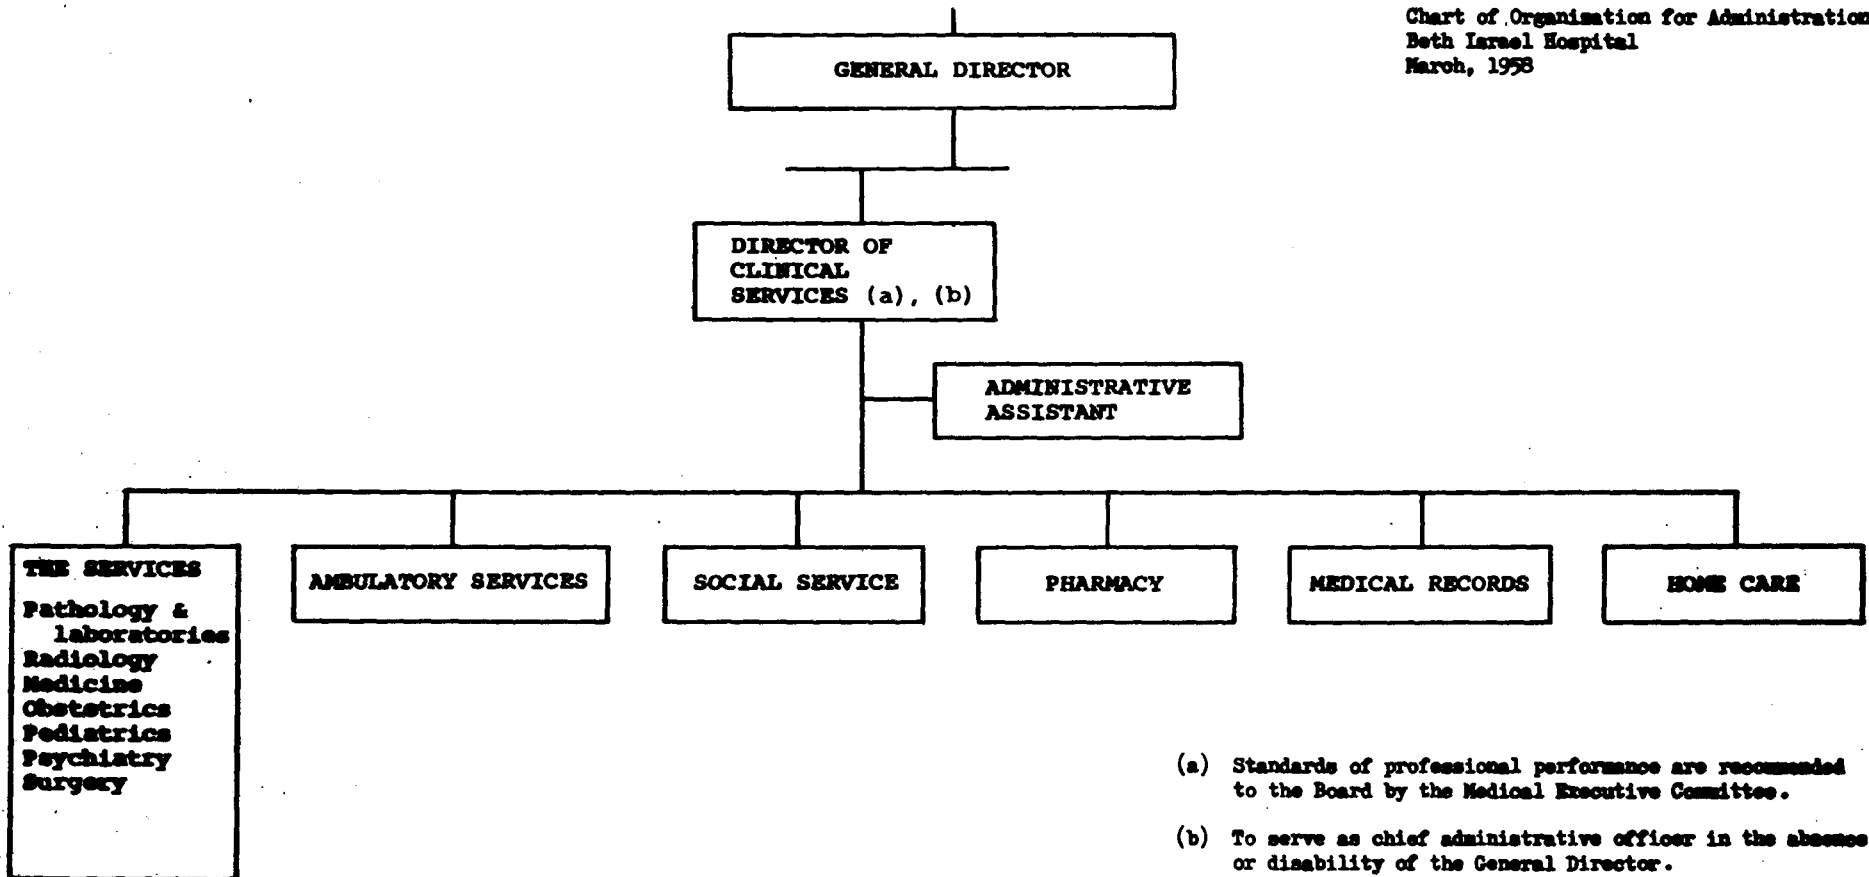 Chart of Organization for Administration
Beth Israel Hospital
March, 1958
GENERAL DIRECTOR
DIRECTOR OF
CLINICAL
SERVICES (a), (b)
ADMINISTRATIVE
ASSISTANT
THE SERVICES
Pathology &
laboratories
Radiology
Medicine
Obstetrics
Pediatrics
Psychiatry
Surgery
AMBULATORY SERVICES
SOCIAL SERVICE
PHARMACY
MEDICAL RECORDS
HOME CARE
(a) Standards of professional performance are recommended
to the Board by the Medical Executive Committee.
(b) To serve as chief administrative officer in the absence
or disability of the General Director.